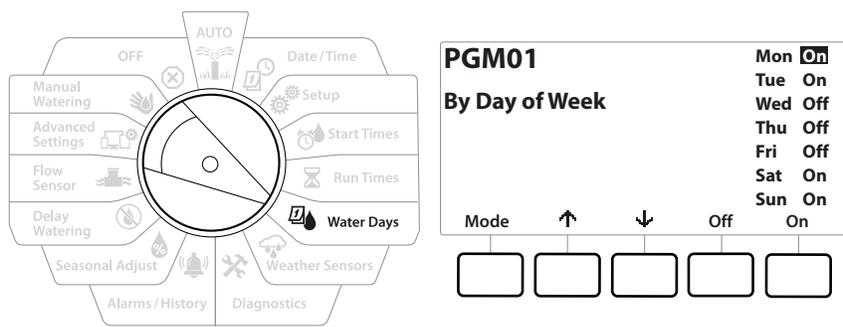 AUTO
OFF
Date/Time
Manual
Watering
Setup
Advanced
Settings
Start Times
Flow
Sensor
Run Times
Delay
Watering
Water Days
Seasonal Adjust
Weather Sensors
Alarms/History
Diagnostics
PGM01
By Day of Week
Mon On
Tue On
Wed Off
Thu Off
Fri Off
Sat On
Sun On
Mode ↑ ↓ Off On